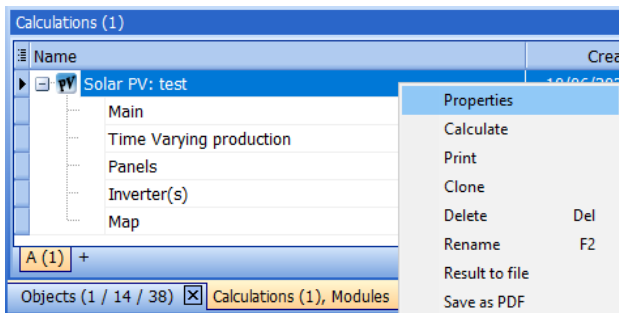 Calculations (1)
Name Crea
pV Solar PV: test
Main
Time Varying production
Panels
Inverter(s)
Map
A (1) +
Objects (1 / 14 / 38) Calculations (1), Modules
Properties
Calculate
Print
Clone
Delete Del
Rename F2
Result to file
Save as PDF